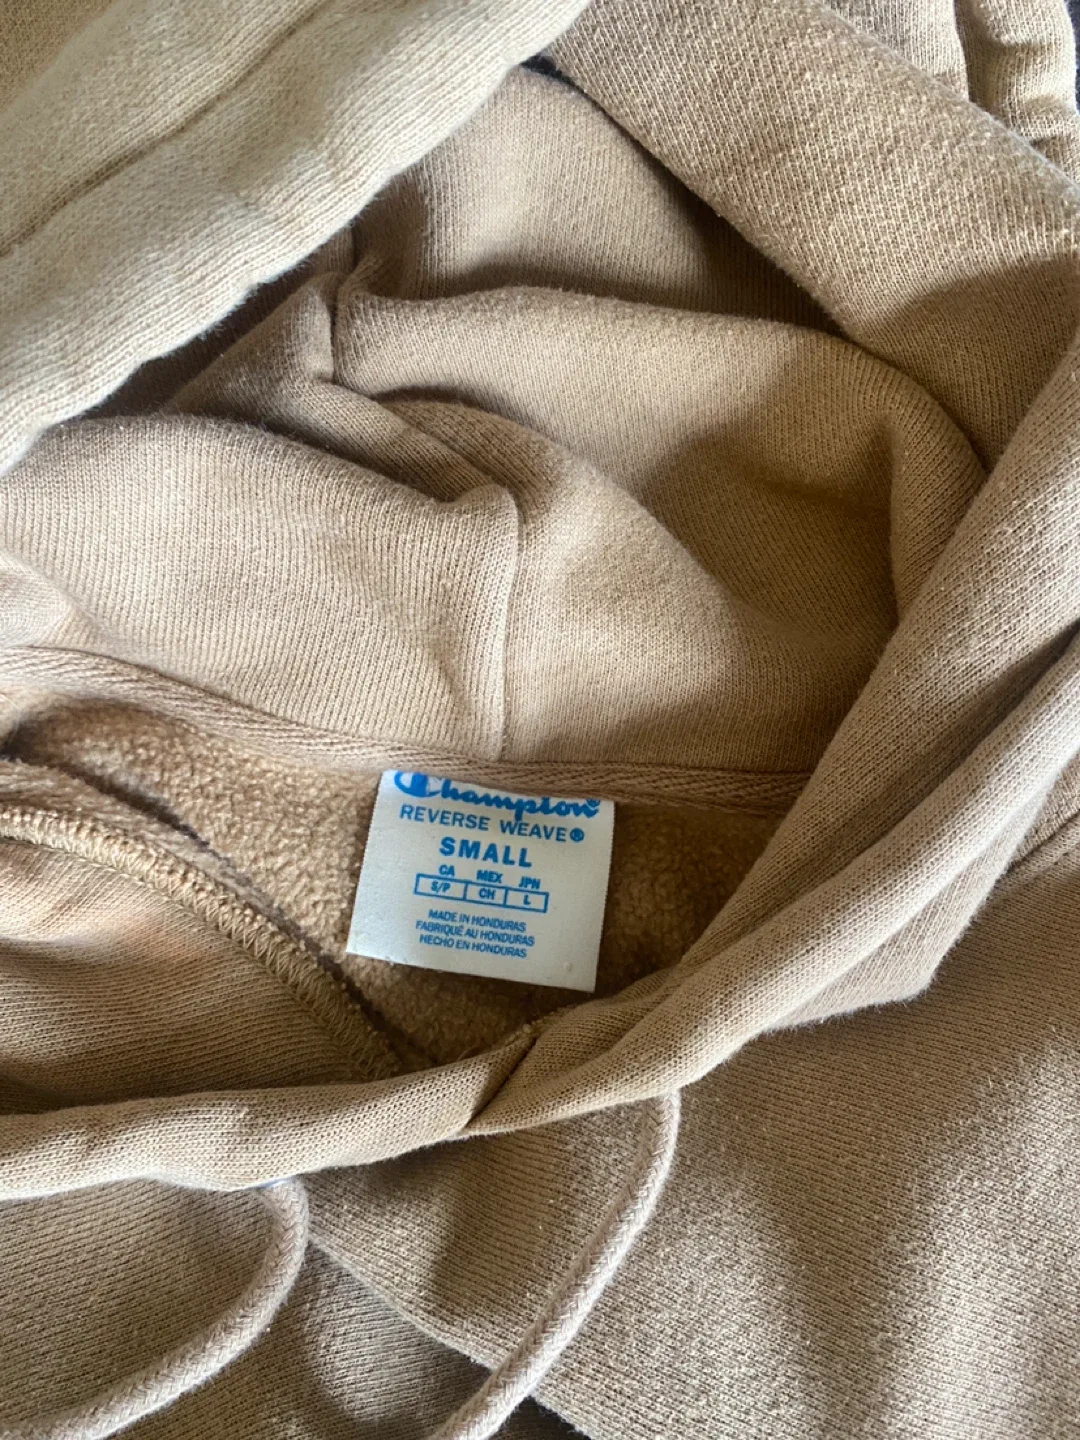 Champion®
REVERSE WEAVE®
SMALL
CA MEX JPN
S/P CH L
MADE IN HONDURAS
FABRIQUÉ AU HONDURAS
HECHO EN HONDURAS